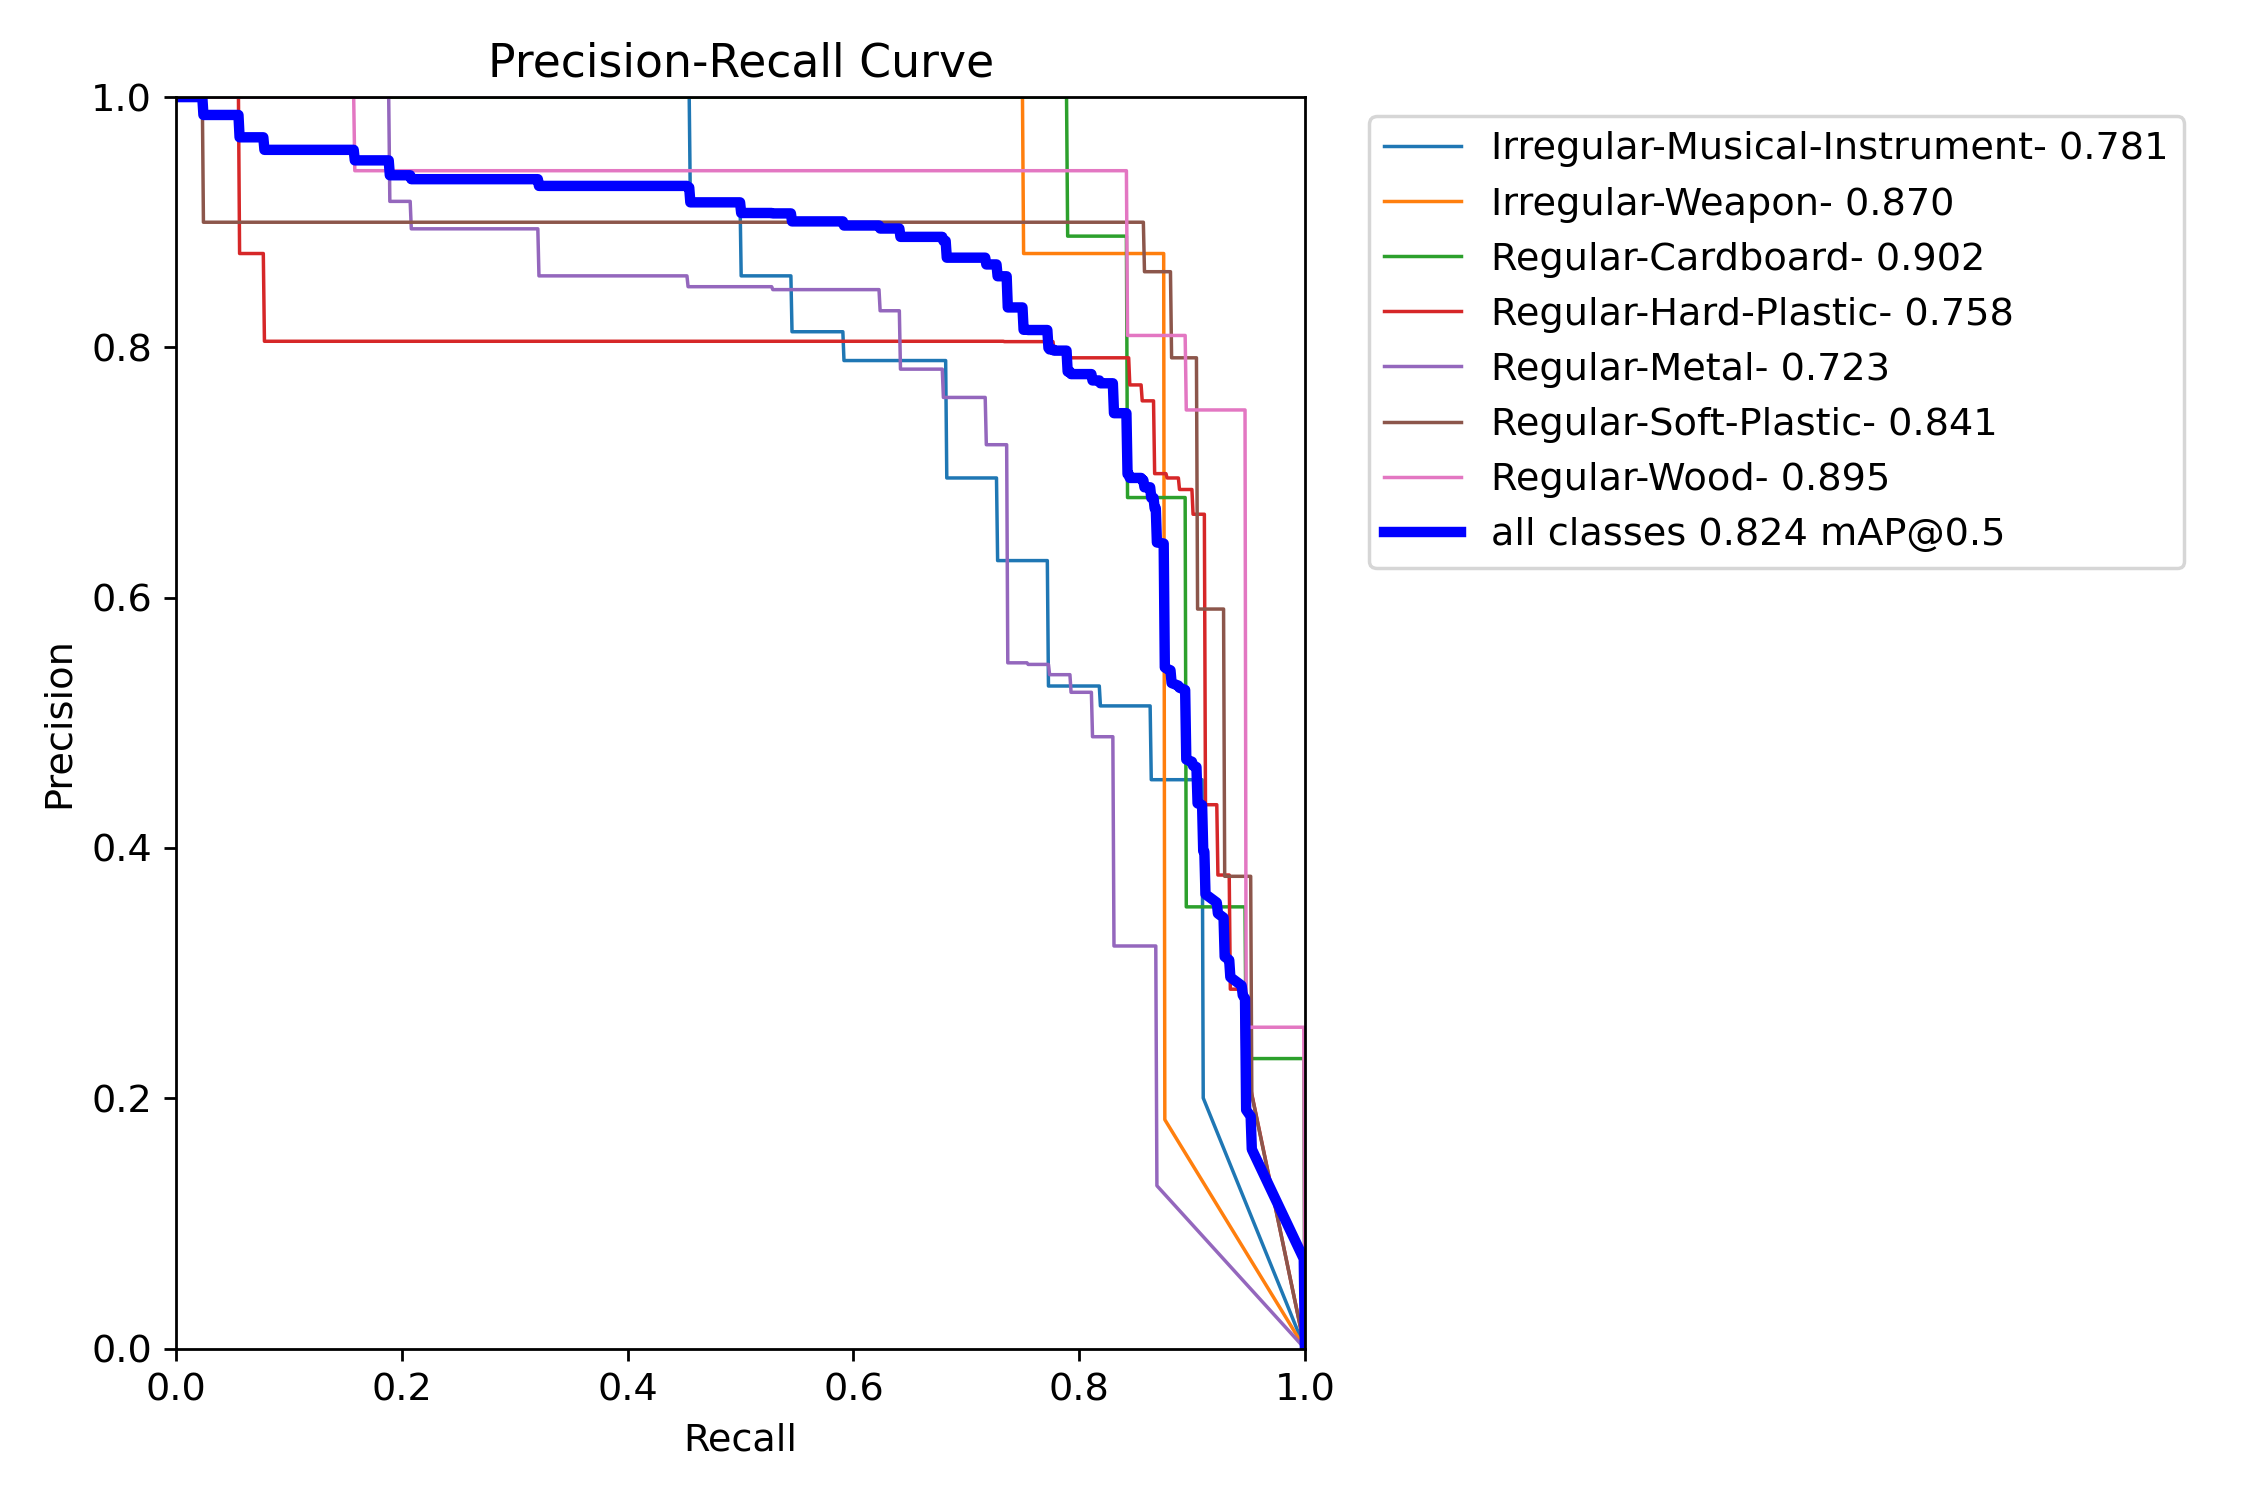 Precision-Recall Curve
1.0
0.8
0.6
0.4
0.2
0.0
Precision
0.0 0.2 0.4 0.6 0.8 1.0
Recall
Irregular-Musical-Instrument- 0.781
Irregular-Weapon- 0.870
Regular-Cardboard- 0.902
Regular-Hard-Plastic- 0.758
Regular-Metal- 0.723
Regular-Soft-Plastic- 0.841
Regular-Wood- 0.895
all classes 0.824 mAP@0.5